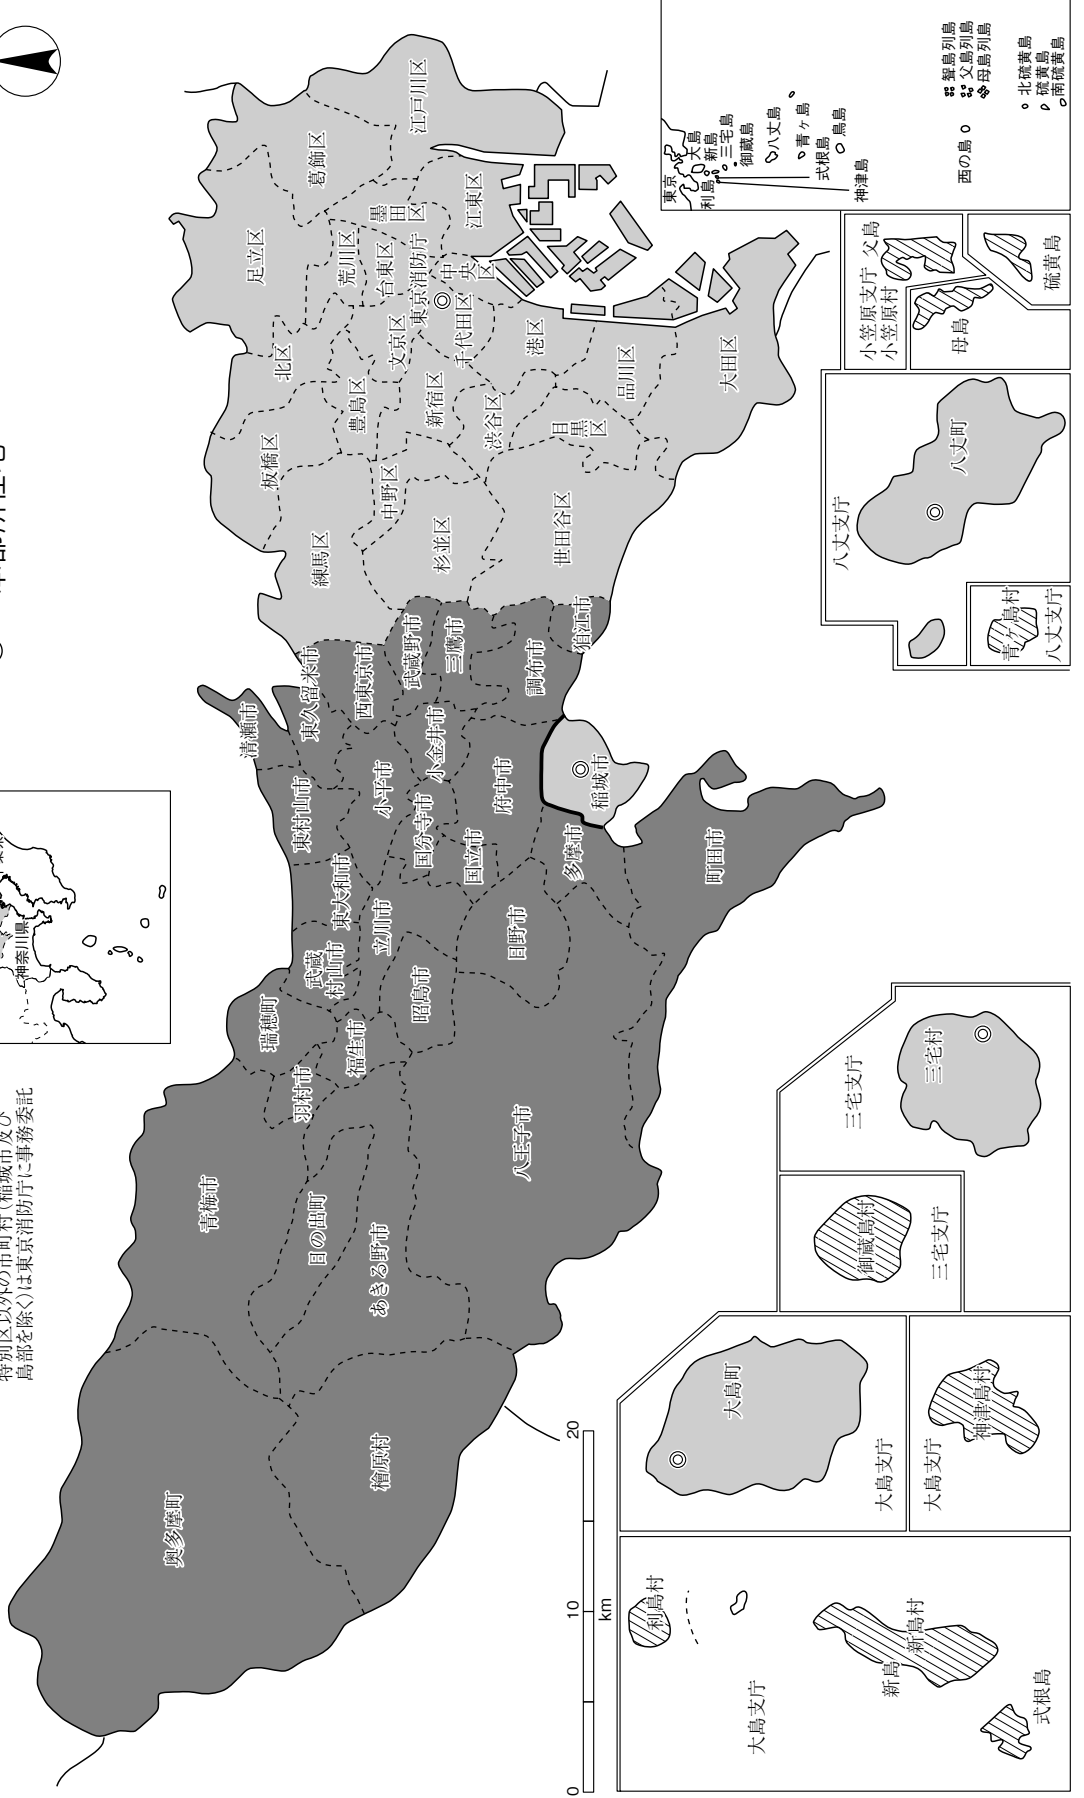 特別区以外の市町村（稲城市及び
島部を除く）は東京消防庁に事務委託
神奈川県
奥多摩町
檜原村
青梅市
日の出町
あきる野市
八王子市
羽村市
瑞穂町
福生市
武蔵
村山市
昭島市
立川市
東大和市
日野市
東村山市
小平市
国分寺市
国立市
多摩市
町田市
清瀬市
東久留米市
西東京市
小金井市
府中市
稲城市
武蔵野市
三鷹市
調布市
狛江市
練馬区
板橋区
中野区
杉並区
世田谷区
北区
豊島区
新宿区
渋谷区
目黒区
品川区
大田区
足立区
荒川区
文京区
台東区
東京消防庁
千代田区
中央区
港区
葛飾区
墨田区
江東区
江戸川区
0
10
20
km
利島村
大島支庁
新島
新島村
式根島
大島町
大島支庁
神津島村
大島支庁
三宅村
三宅支庁
御蔵島村
三宅支庁
八丈支庁
八丈町
青ヶ島村
八丈支庁
小笠原支庁
小笠原村
父島
母島
硫黄島
東京
大島
利島
新島
三宅島
御蔵島
八丈島
青ヶ島
式根島
鳥島
神津島
西の島
聟島列島
父島列島
母島列島
北硫黄島
硫黄島
南硫黄島